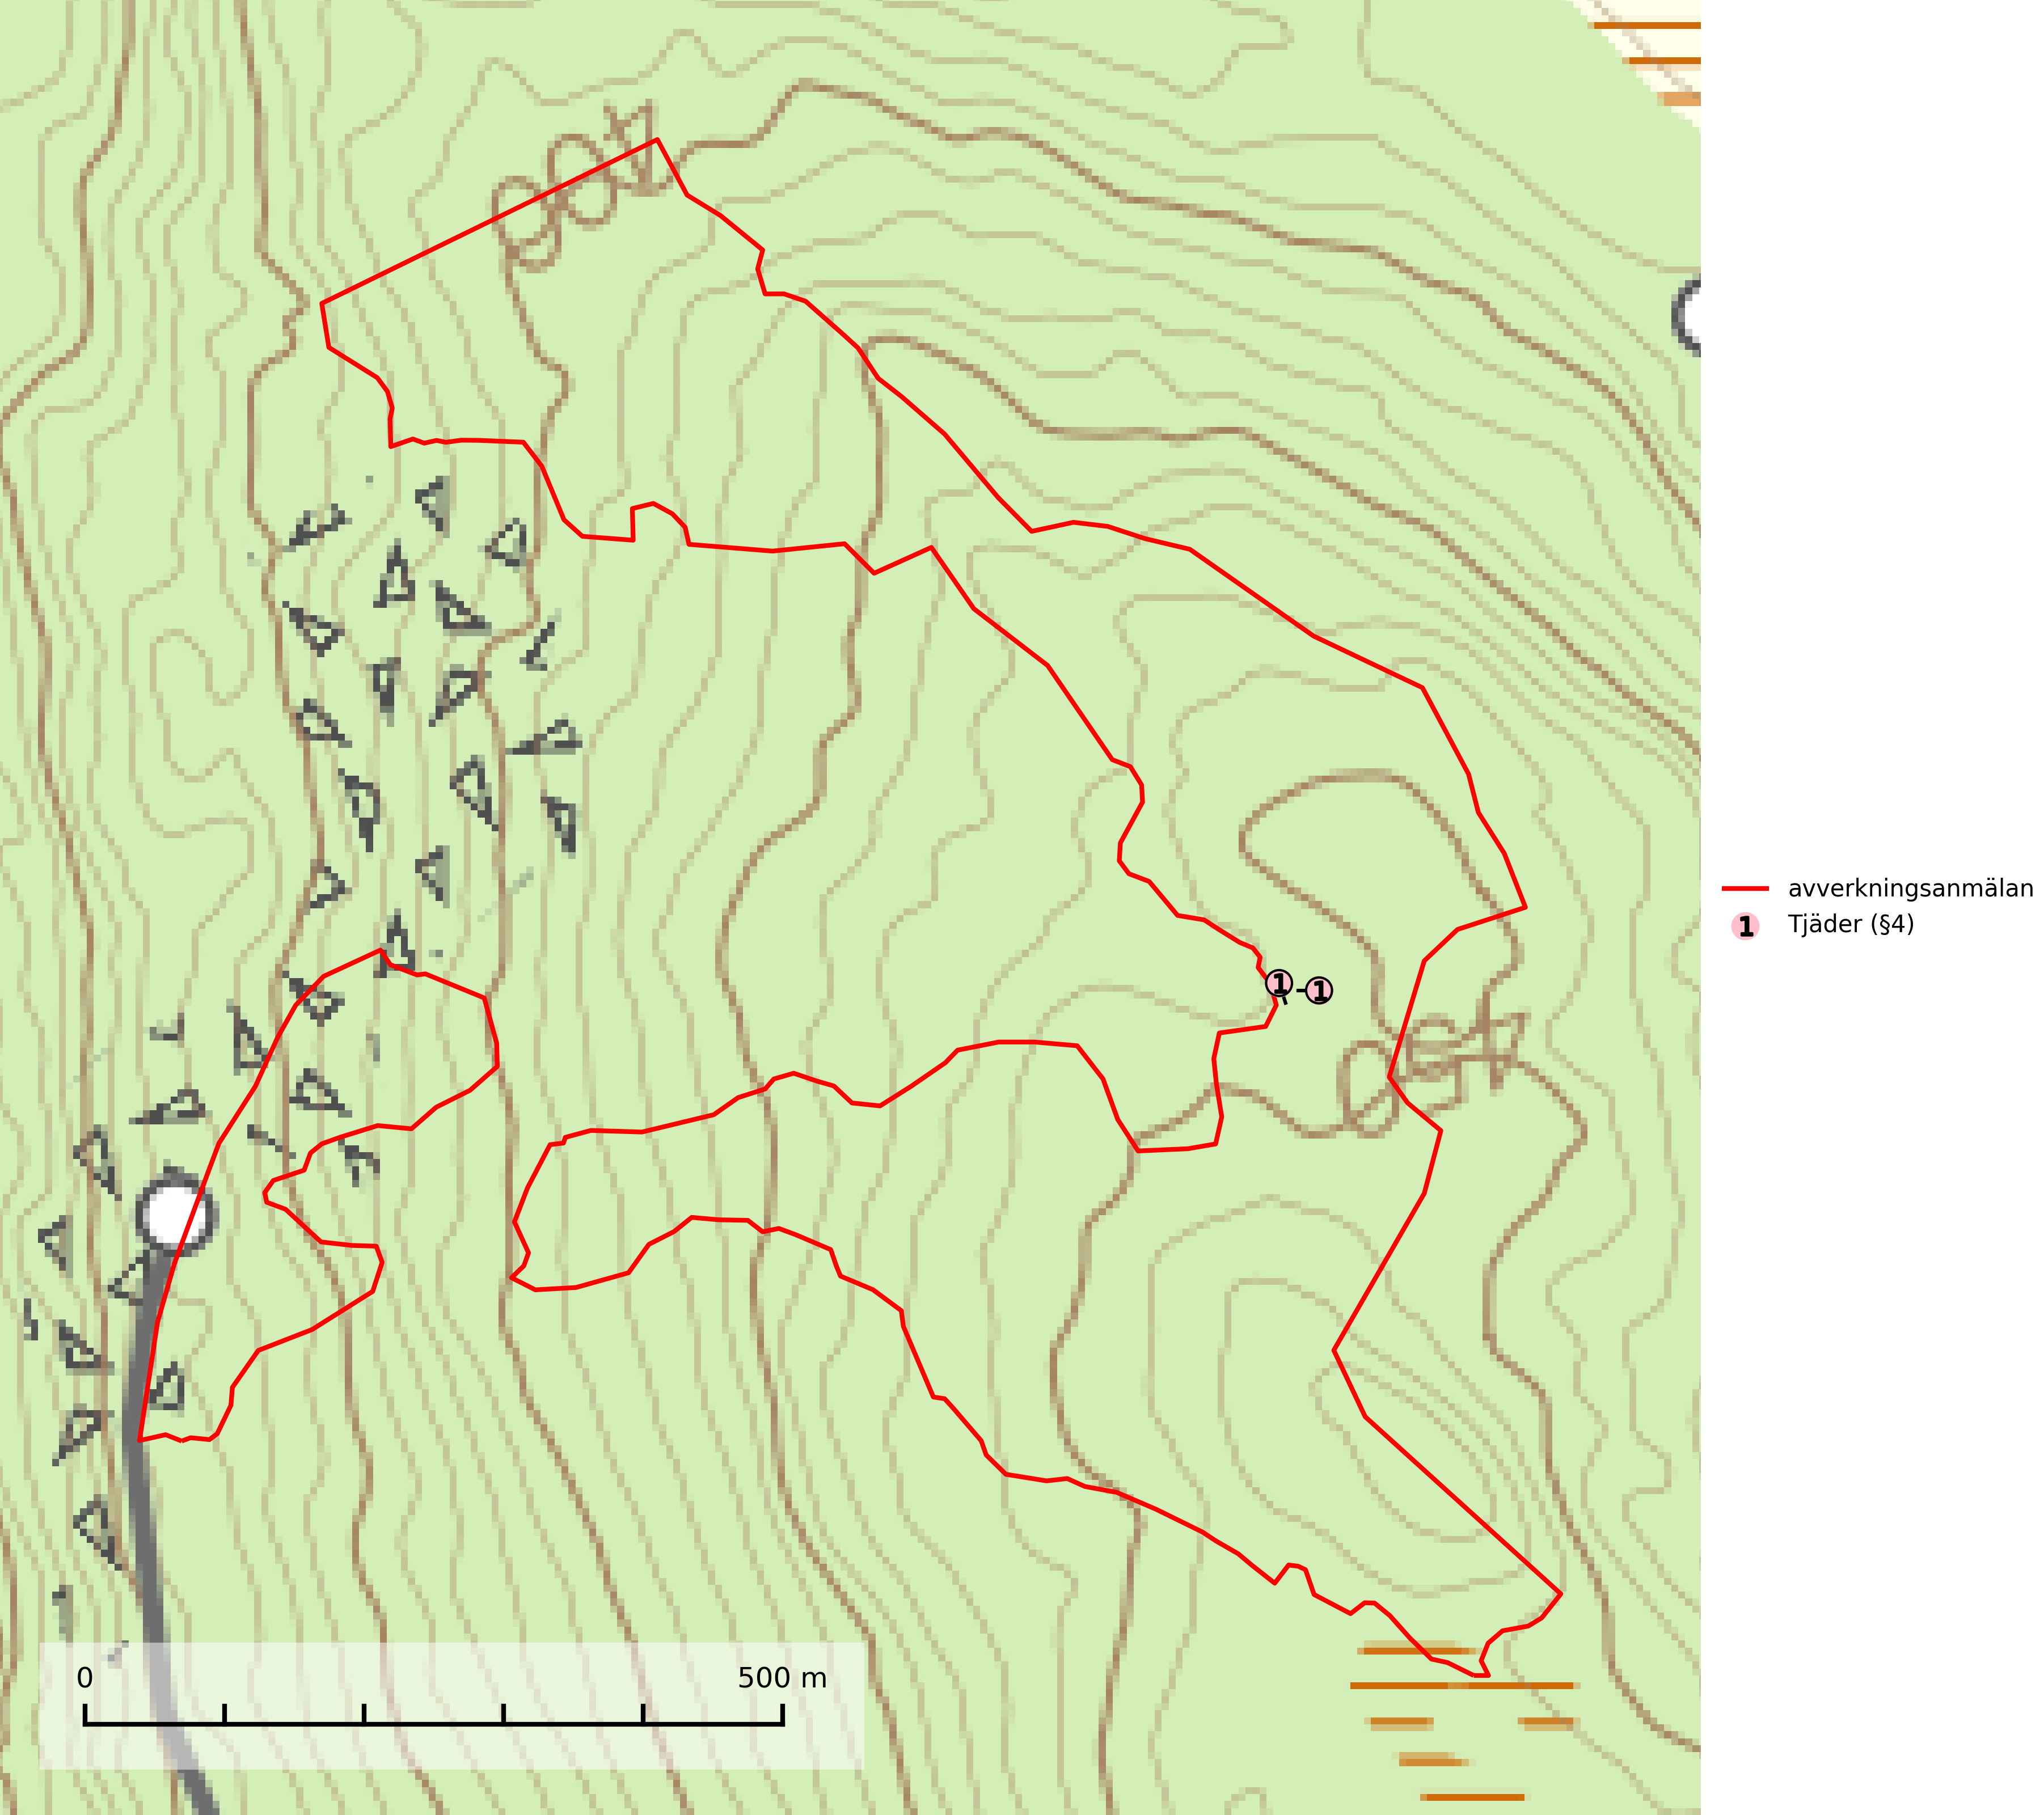 avverkningsanmälan
1 Tjäder (§4)
1 1
0 500 m